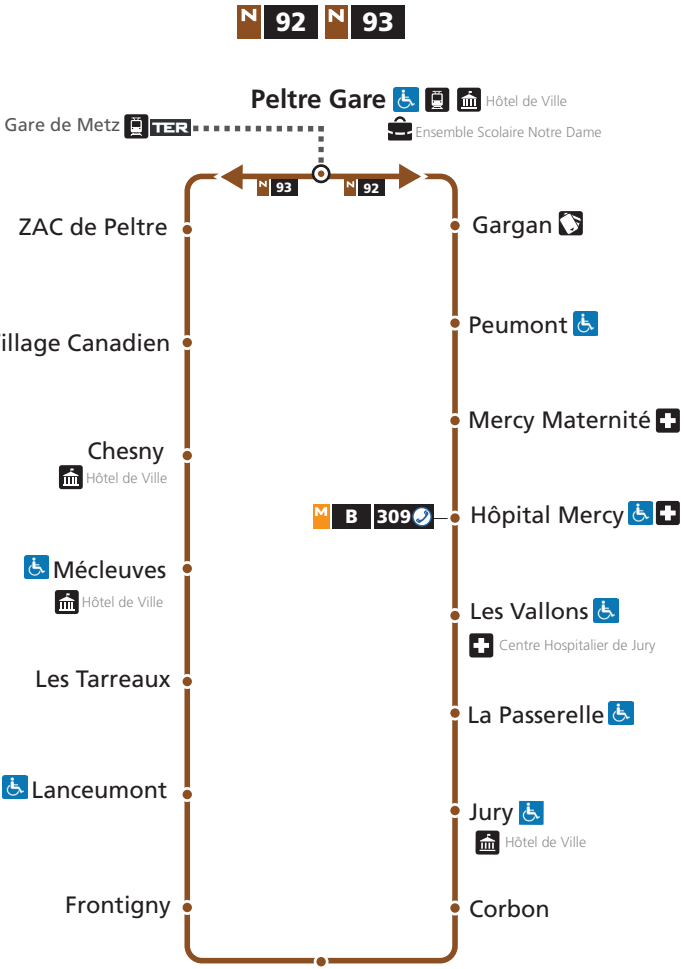 N 92 N 93
Peltre Gare Hôtel de Ville
Gare de Metz TER
Ensemble Scolaire Notre Dame
N 93 N 92
ZAC de Peltre
Gargan
Peumont
illage Canadien
Mercy Maternité
Chesny
Hôtel de Ville
M B 309
Hôpital Mercy
Mécleuves
Hôtel de Ville
Les Vallons
Centre Hospitalier de Jury
Les Tarreaux
La Passerelle
Lanceumont
Jury
Hôtel de Ville
Frontigny
Corbon